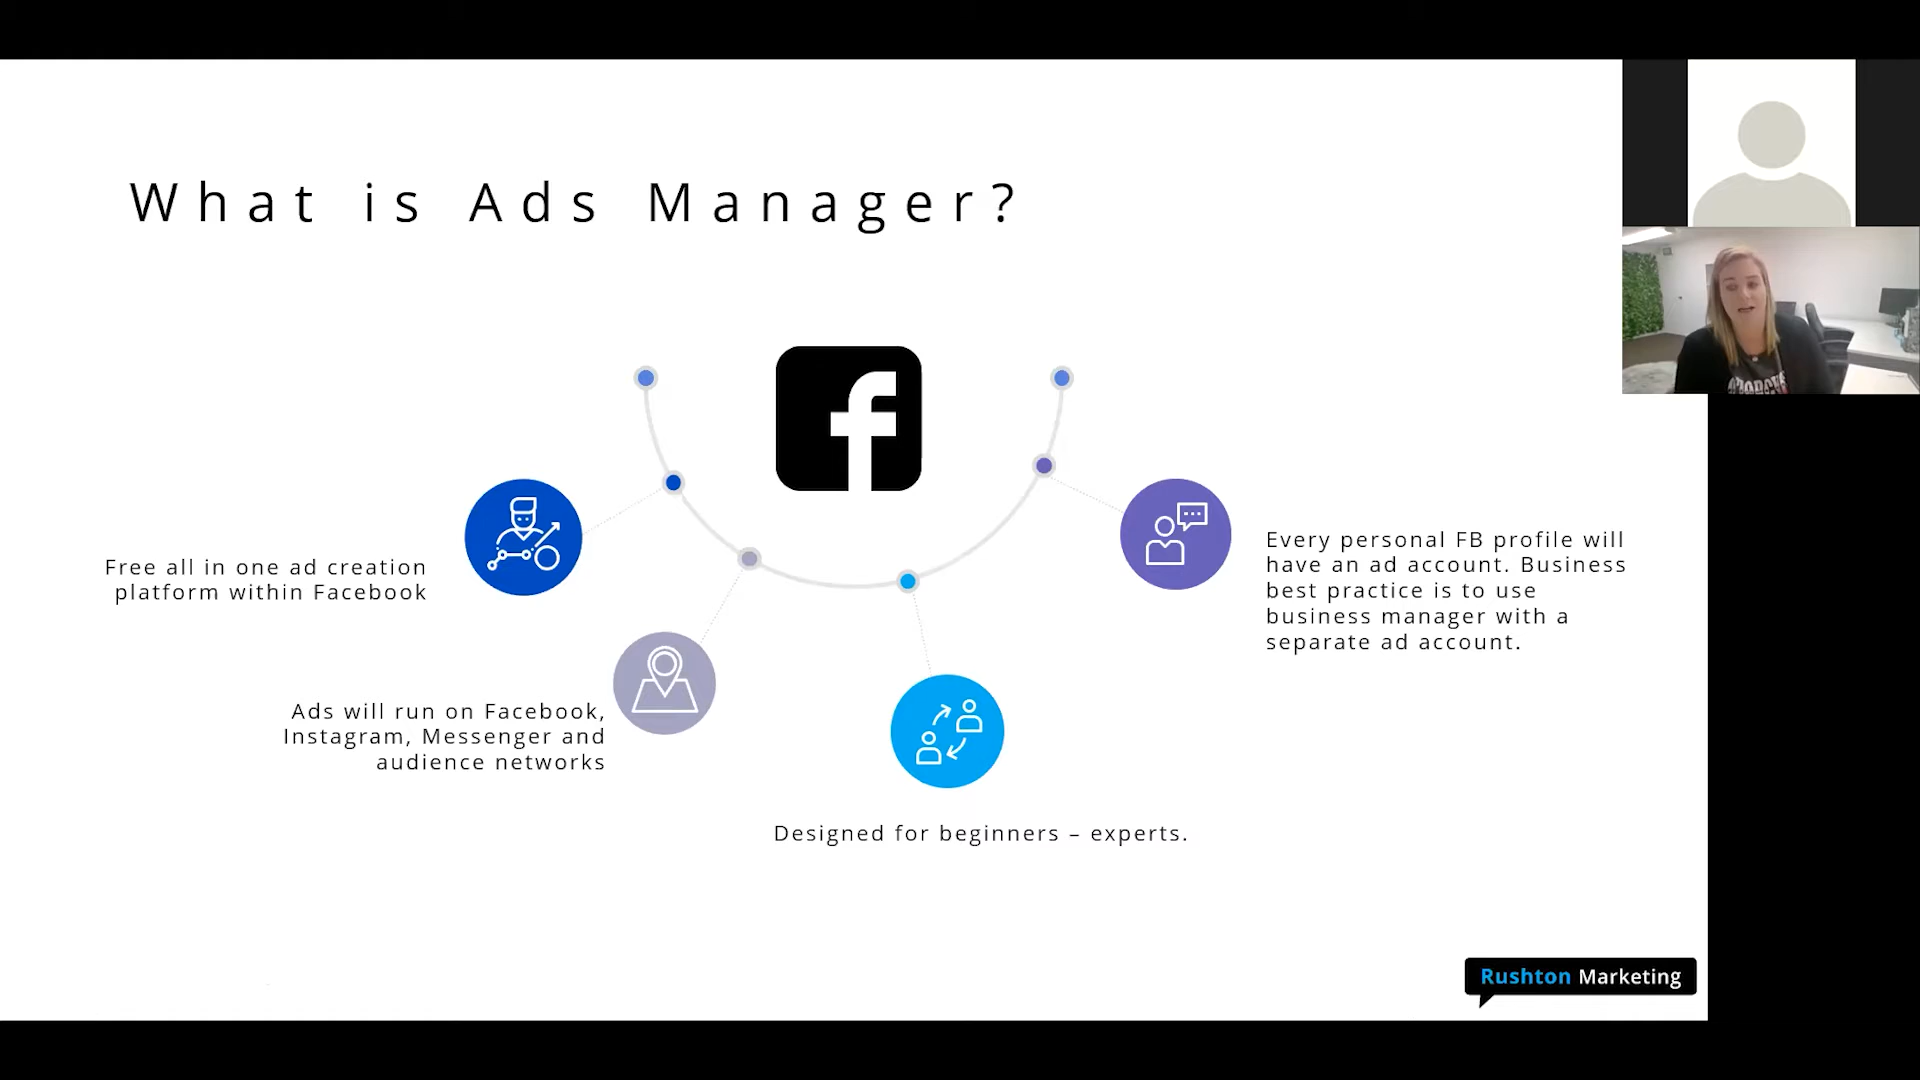 What is Ads Manager?
Free all in one ad creation
platform within Facebook
Ads will run on Facebook,
Instagram, Messenger and
audience networks
Designed for beginners – experts.
Every personal FB profile will
have an ad account. Business
best practice is to use
business manager with a
separate ad account.
Rushton Marketing